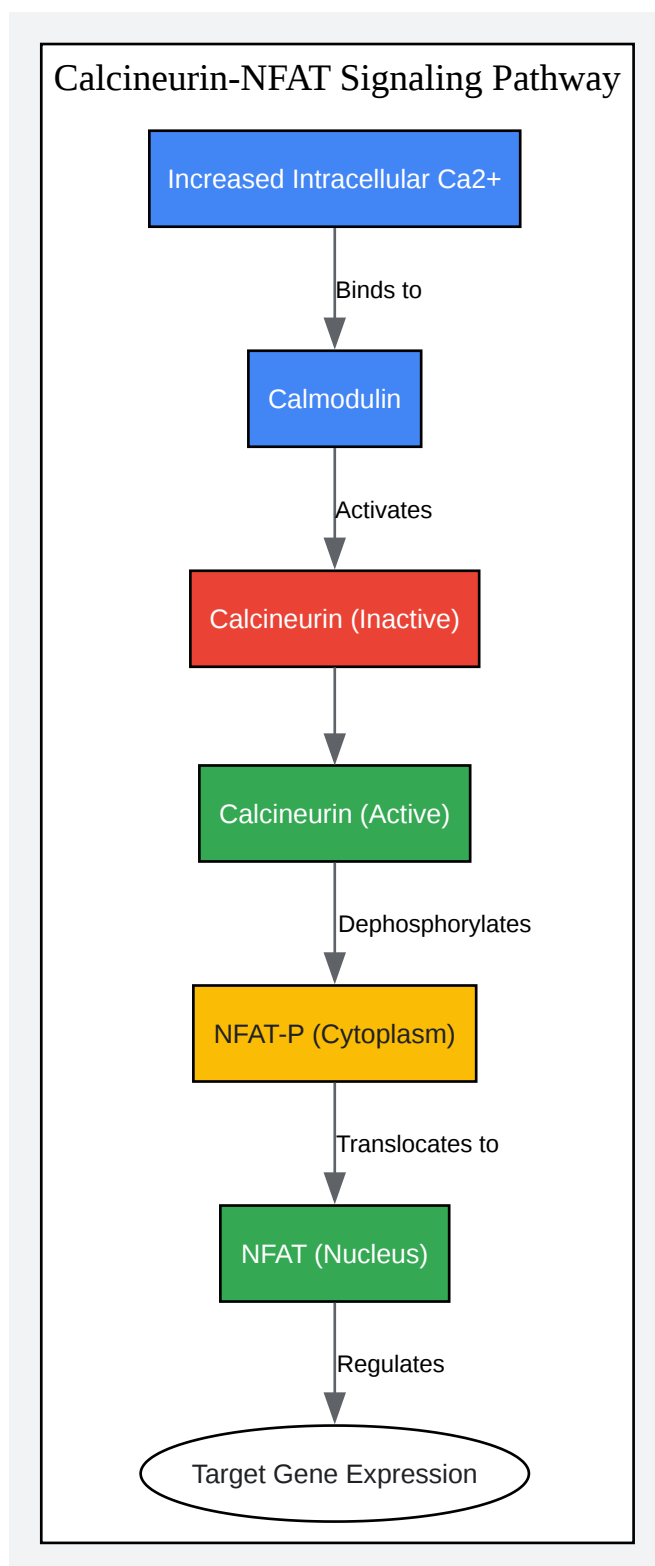 Calcineurin-NFAT Signaling Pathway
Increased Intracellular Ca2+
Binds to
Calmodulin
Activates
Calcineurin (Inactive)
Calcineurin (Active)
Dephosphorylates
NFAT-P (Cytoplasm)
Translocates to
NFAT (Nucleus)
Regulates
Target Gene Expression